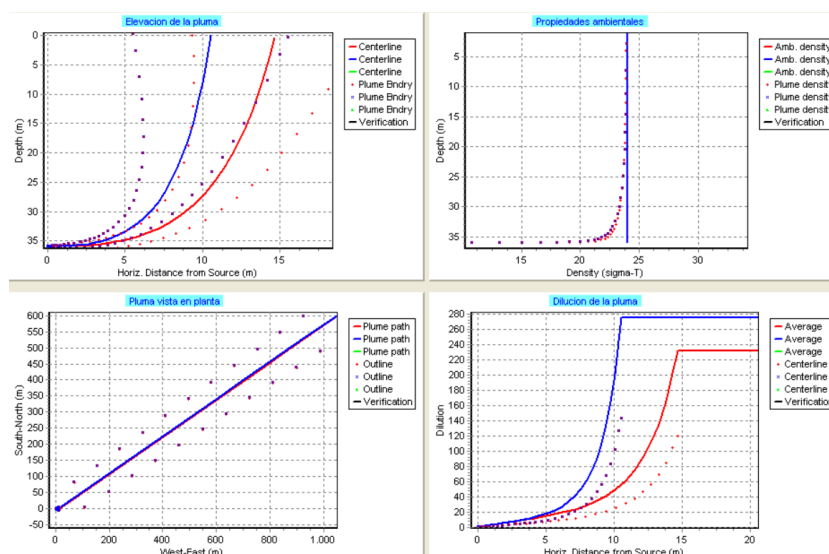 Elevacion de la pluma
0
5
10
15
20
25
30
35
Depth (m)
0
5
10
15
Horiz. Distance from Source (m)
Centerline
Centerline
Centerline
Plume Bndry
Plume Bndry
Plume Bndry
Verification
Propiedades ambientales
5
10
15
20
25
30
35
Depth (m)
15
20
25
30
Density (sigma-T)
Amb. density
Amb. density
Amb. density
Plume density
Plume density
Plume density
Verification
Pluma vista en planta
600
550
500
450
400
350
300
250
200
150
100
50
0
-50
South-North (m)
0
200
400
600
800
1.000
West-East (m)
Plume path
Plume path
Plume path
Outline
Outline
Outline
Verification
Dilucion de la pluma
280
260
240
220
200
180
160
140
120
100
80
60
40
20
0
Dilution
0
5
10
15
20
Horiz. Distance from Source (m)
Average
Average
Average
Centerline
Centerline
Centerline
Verification